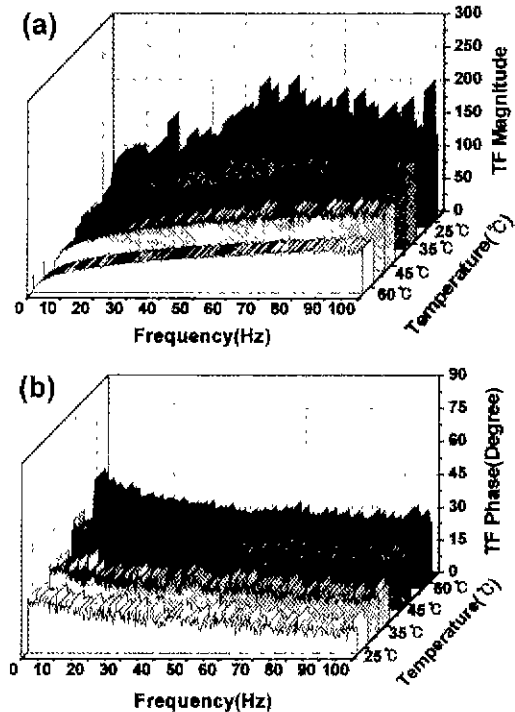 (a)
300
250
200
150
100
50
0
TF Magnitude
25℃
35℃
45℃
60℃
Temperature(℃)
0 10 20 30 40 50 60 70 80 90 100
Frequency(Hz)
(b)
90
75
60
45
30
15
0
TF Phase(Degree)
60℃
45℃
35℃
25℃
Temperature(℃)
0 10 20 30 40 50 60 70 80 90 100
Frequency(Hz)